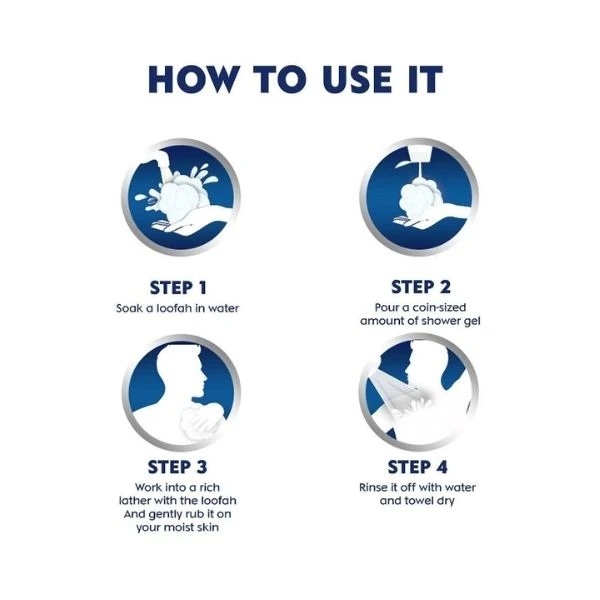 HOW TO USE IT
STEP 1
Soak a loofah in water
STEP 2
Pour a coin-sized
amount of shower gel
STEP 3
Work into a rich
lather with the loofah
And gently rub it on
your moist skin
STEP 4
Rinse it off with water
and towel dry